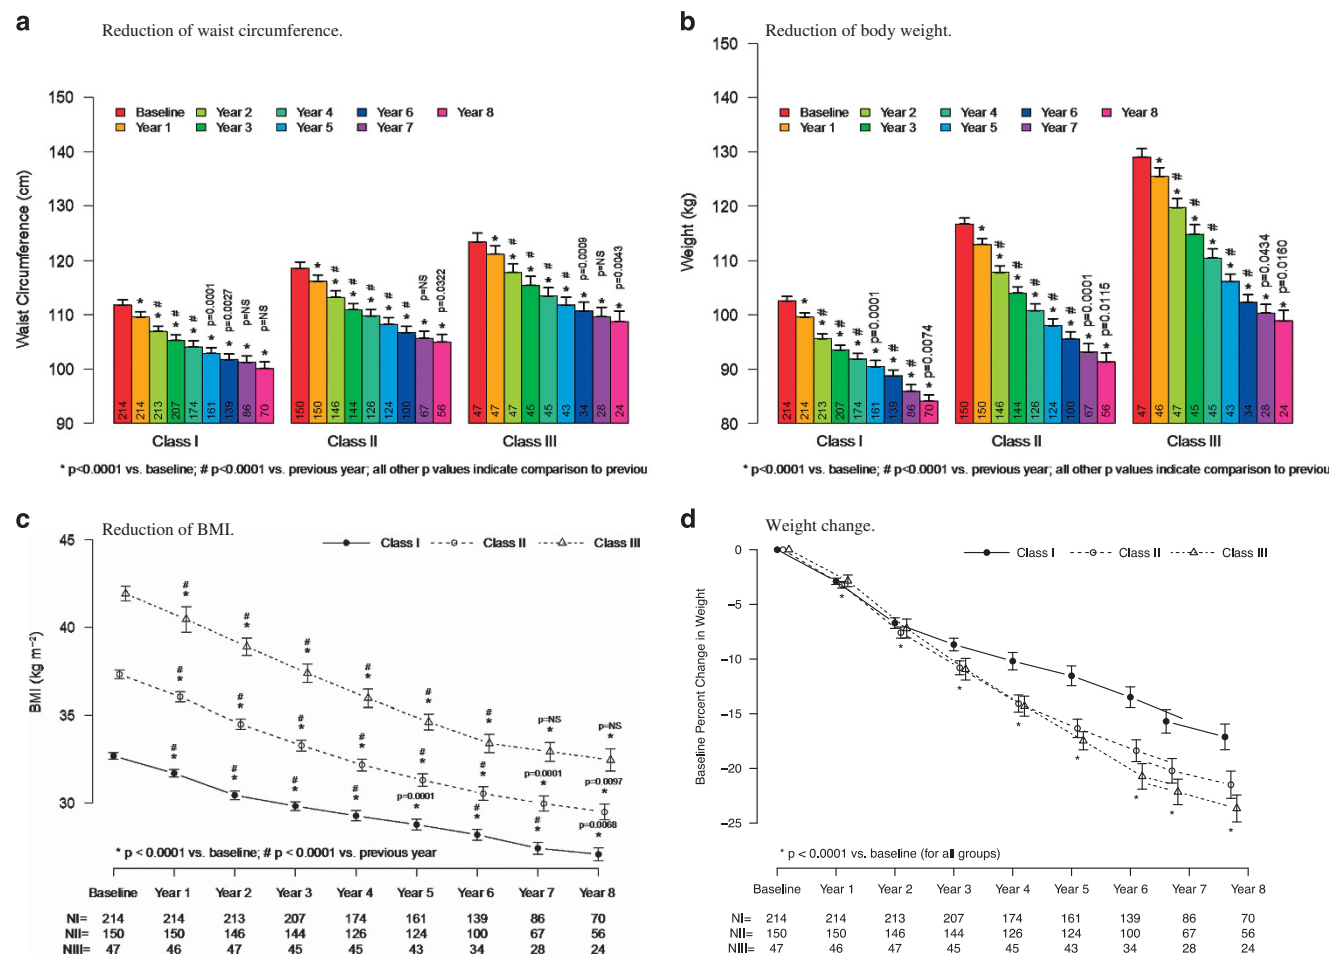 a Reduction of waist circumference.
150
140
130
120
110
100
90
Waist Circumference (cm)
Baseline Year 2 Year 4 Year 6 Year 8
Year 1 Year 3 Year 5 Year 7
* * # * # * # * p=0.0001 * p=0.0027 * p=NS * p=NS
* * # * # * # * # * # * p=NS * p=0.0322
* * # * # * # * # * p=0.0009 * p=NS * p=0.0043
214 214 213 207 174 161 139 86 70
150 150 146 144 126 124 100 67 56
47 47 47 45 45 43 34 28 24
Class I Class II Class III
* p<0.0001 vs. baseline; # p<0.0001 vs. previous year; all other p values indicate comparison to previou
b Reduction of body weight.
150
140
130
120
110
100
90
80
Weight (kg)
Baseline Year 2 Year 4 Year 6 Year 8
Year 1 Year 3 Year 5 Year 7
* * # * # * # * p=0.0001 * # * # * p=0.0074
* * # * # * # * # * # * p=0.0001 * p=0.0115
* * # * # * # * # * # * p=0.0434 * p=0.0160
214 214 213 207 174 161 139 86 70
150 150 146 144 126 124 100 67 56
47 46 47 45 45 43 34 28 24
Class I Class II Class III
* p<0.0001 vs. baseline; # p<0.0001 vs. previous year; all other p values indicate comparison to previou
c Reduction of BMI.
45
40
35
30
BMI (kg m⁻²)
Class I Class II Class III
# # # # # # p=NS p=NS
* * * * * * * *
# # # # # # p=0.0001 p=0.0097
* * * * * * * *
# # # # p=0.0001 # # p=0.0068
* * * * * * * *
* p < 0.0001 vs. baseline; # p < 0.0001 vs. previous year
Baseline Year 1 Year 2 Year 3 Year 4 Year 5 Year 6 Year 7 Year 8
NI= 214 214 213 207 174 161 139 86 70
NII= 150 150 146 144 126 124 100 67 56
NIII= 47 46 47 45 45 43 34 28 24
d Weight change.
0
−5
−10
−15
−20
−25
Baseline Percent Change in Weight
Class I Class II Class III
* * * * * * * *
* p < 0.0001 vs. baseline (for all groups)
Baseline Year 1 Year 2 Year 3 Year 4 Year 5 Year 6 Year 7 Year 8
NI= 214 214 213 207 174 161 139 86 70
NII= 150 150 146 144 126 124 100 67 56
NIII= 47 46 47 45 45 43 34 28 24